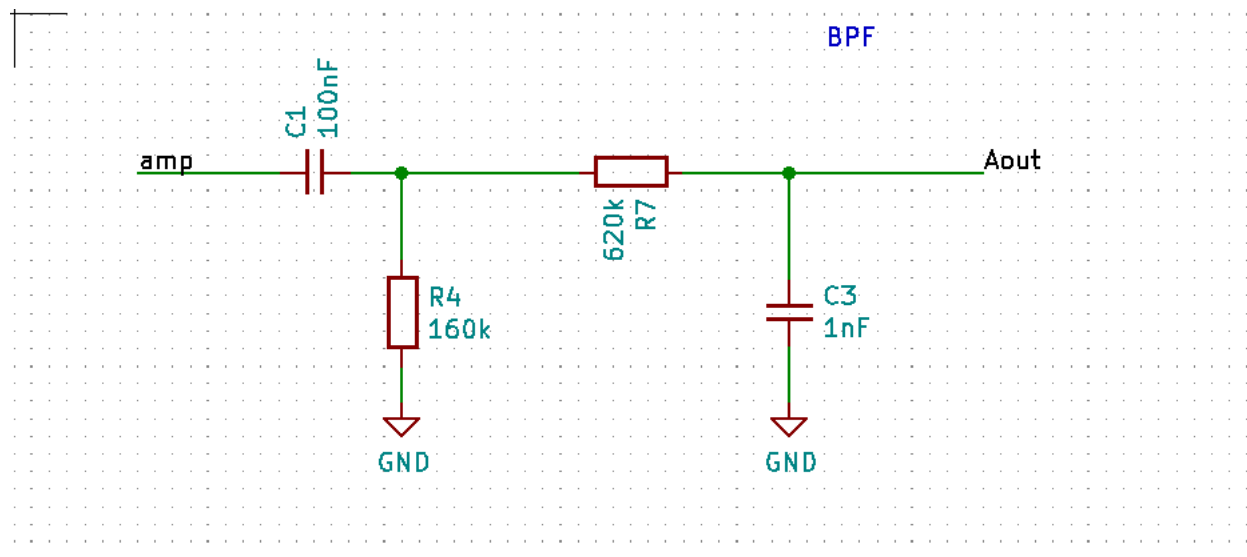 BPF
C1
100nF
amp
Aout
620k
R7
R4
160k
C3
1nF
GND
GND